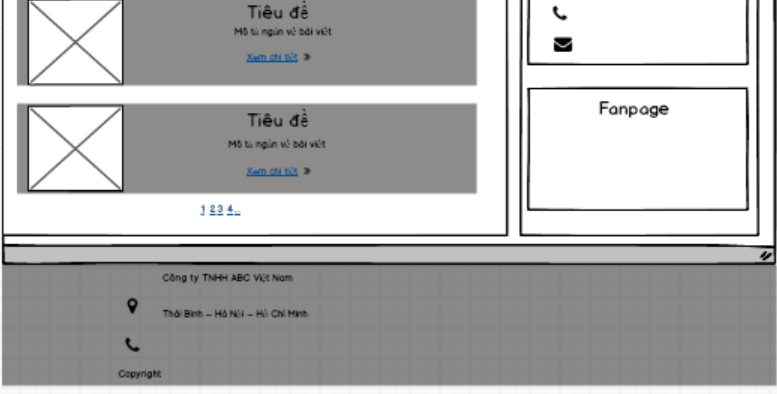 Tiêu đề
Mô tả ngắn về bài viết
Xem chi tiết »
Tiêu đề
Mô tả ngắn về bài viết
Xem chi tiết »
1 2 3 4...
Fanpage
Công ty TNHH ABC Việt Nam
Thái Bình – Hà Nội – Hồ Chí Minh
Copyright